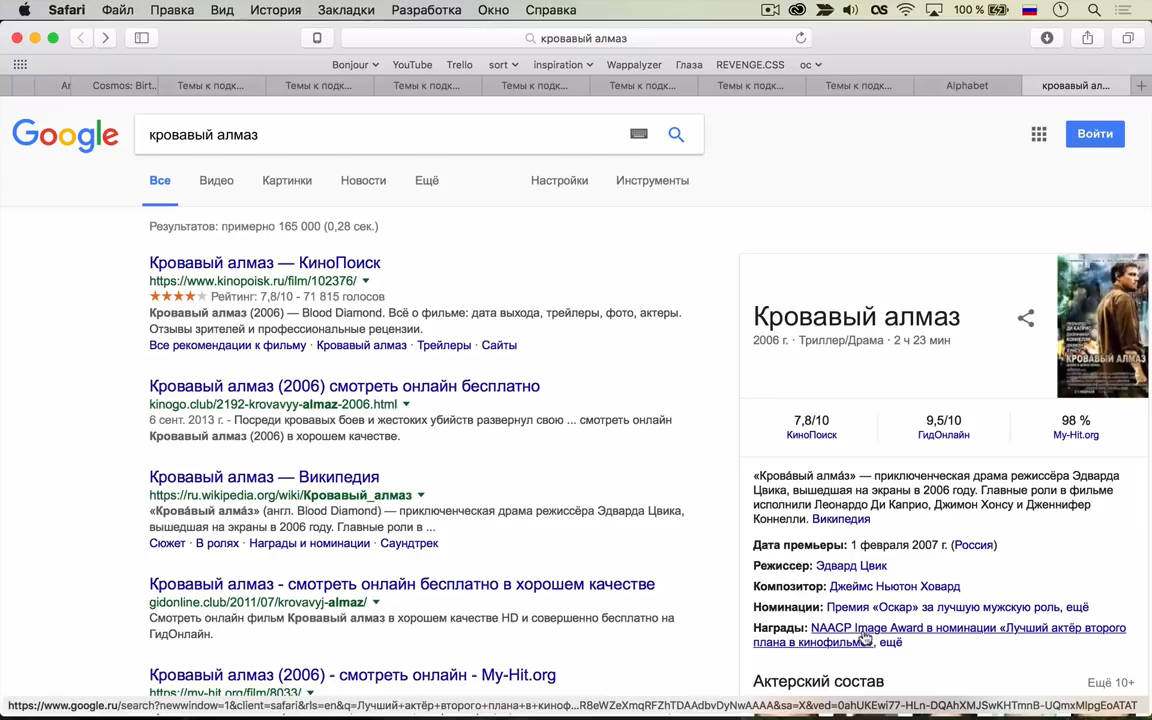 Safari Файл Правка Вид История Закладки Разработка Окно Справка 100 %
кровавый алмаз
Bonjour YouTube Trello sort inspiration Wappalyzer Глаза REVENGE.CSS ос
Cosmos: Birt... Темы к подк... Темы к подк... Темы к подк... Темы к подк... Темы к подк... Темы к подк... Темы к подк... Alphabet кровавый ал...
Google кровавый алмаз Войти
Все Видео Картинки Новости Ещё Настройки Инструменты
Результатов: примерно 165 000 (0,28 сек.)
Кровавый алмаз — КиноПоиск
https://www.kinopoisk.ru/film/102376/
Рейтинг: 7,8/10 - 71 815 голосов
Кровавый алмаз (2006) — Blood Diamond. Всё о фильме: дата выхода, трейлеры, фото, актеры.
Отзывы зрителей и профессиональные рецензии.
Все рекомендации к фильму · Кровавый алмаз · Трейлеры · Сайты
Кровавый алмаз (2006) смотреть онлайн бесплатно
kinogo.club/2192-krovavyy-almaz-2006.html
6 сент. 2013 г. - Посреди кровавых боев и жестоких убийств развернул свою ... смотреть онлайн
Кровавый алмаз (2006) в хорошем качестве.
Кровавый алмаз — Википедия
https://ru.wikipedia.org/wiki/Кровавый_алмаз
«Крова́вый алма́з» (англ. Blood Diamond) — приключенческая драма режиссёра Эдварда Цвика,
вышедшая на экраны в 2006 году. Главные роли в ...
Сюжет · В ролях · Награды и номинации · Саундтрек
Кровавый алмаз - смотреть онлайн бесплатно в хорошем качестве
gidonline.club/2011/07/krovavyj-almaz/
Смотреть онлайн фильм Кровавый алмаз в хорошем качестве HD и совершенно бесплатно на
ГидОнлайн.
Кровавый алмаз (2006) - смотреть онлайн - My-Hit.org
https://my-hit.org/film/8033/
Кровавый алмаз
2006 г. · Триллер/Драма · 2 ч 23 мин
КРОВАВЫЙ АЛМАЗ
7,8/10 9,5/10 98 %
КиноПоиск ГидОнлайн My-Hit.org
«Крова́вый алма́з» — приключенческая драма режиссёра Эдварда
Цвика, вышедшая на экраны в 2006 году. Главные роли в фильме
исполнили Леонардо Ди Каприо, Джимон Хонсу и Дженнифер
Коннелли. Википедия
Дата премьеры: 1 февраля 2007 г. (Россия)
Режиссер: Эдвард Цвик
Композитор: Джеймс Ньютон Ховард
Номинации: Премия «Оскар» за лучшую мужскую роль, ещё
Награды: NAACP Image Award в номинации «Лучший актёр второго
плана в кинофильме», ещё
Актерский состав Ещё 10+